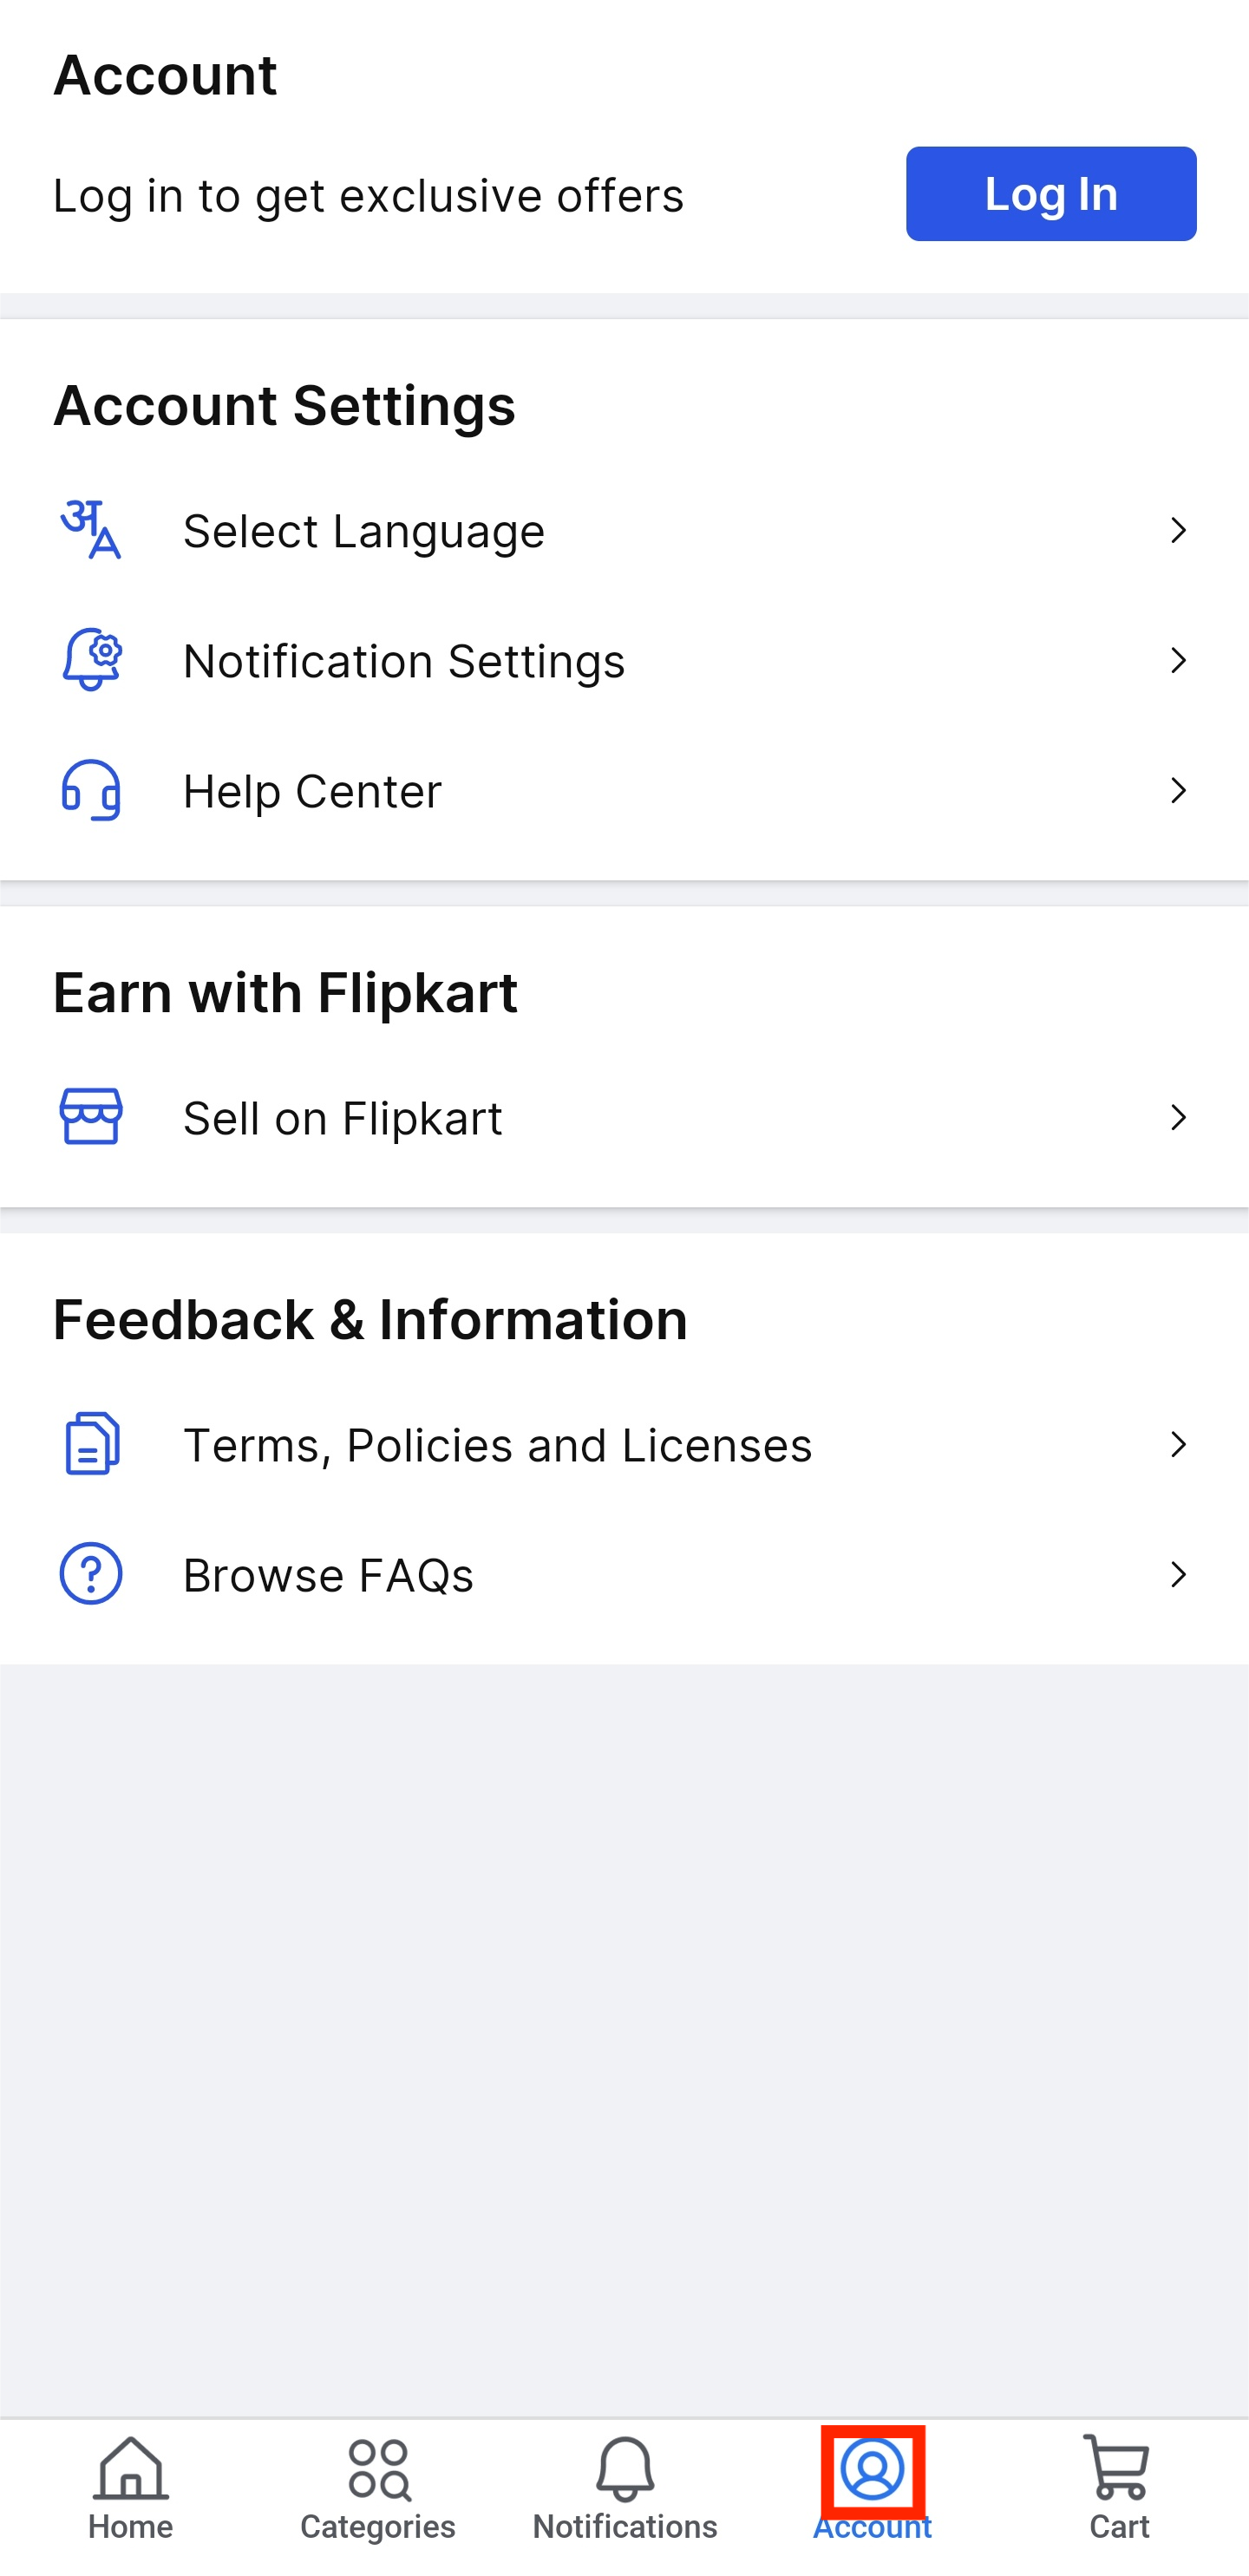 Account
Log in to get exclusive offers
Log In
Account Settings
Select Language
Notification Settings
Help Center
Earn with Flipkart
Sell on Flipkart
Feedback & Information
Terms, Policies and Licenses
Browse FAQs
Home
Categories
Notifications
Account
Cart